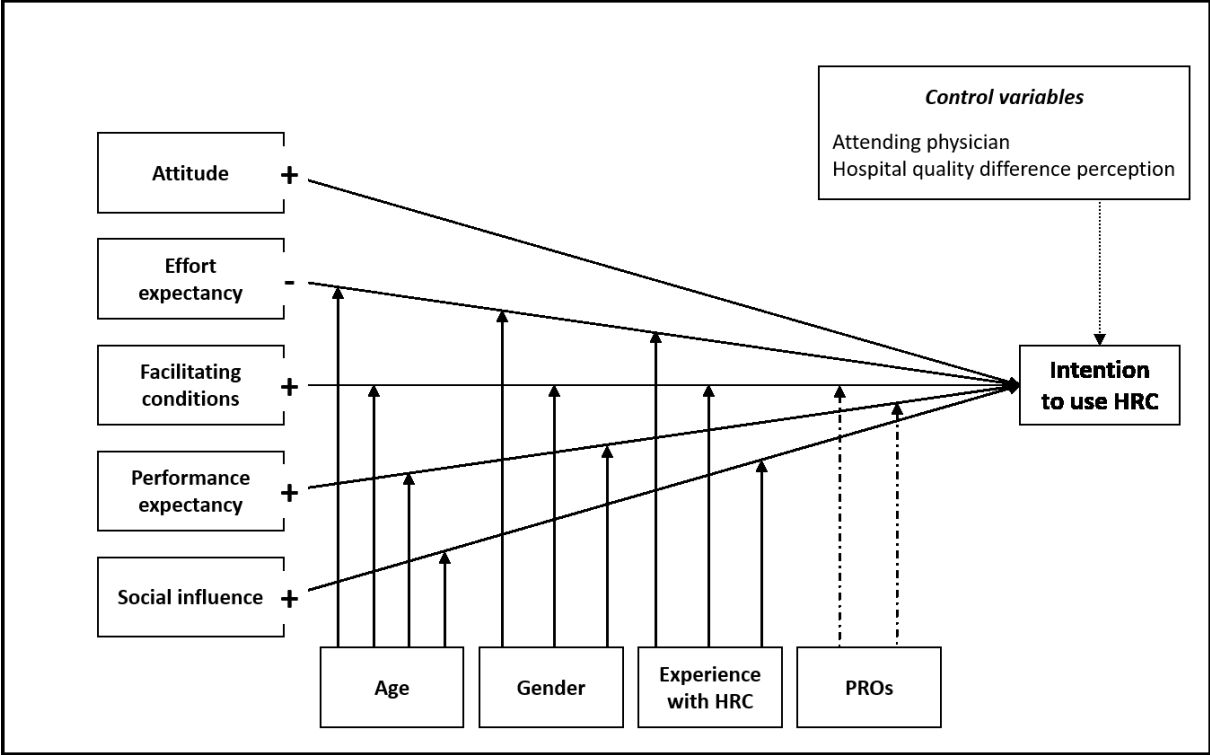 Control variables
Attending physician
Hospital quality difference perception
Attitude
+
Effort
expectancy
-
Facilitating
conditions
+
Performance
expectancy
+
Social influence
+
Intention
to use HRC
Age
Gender
Experience
with HRC
PROs